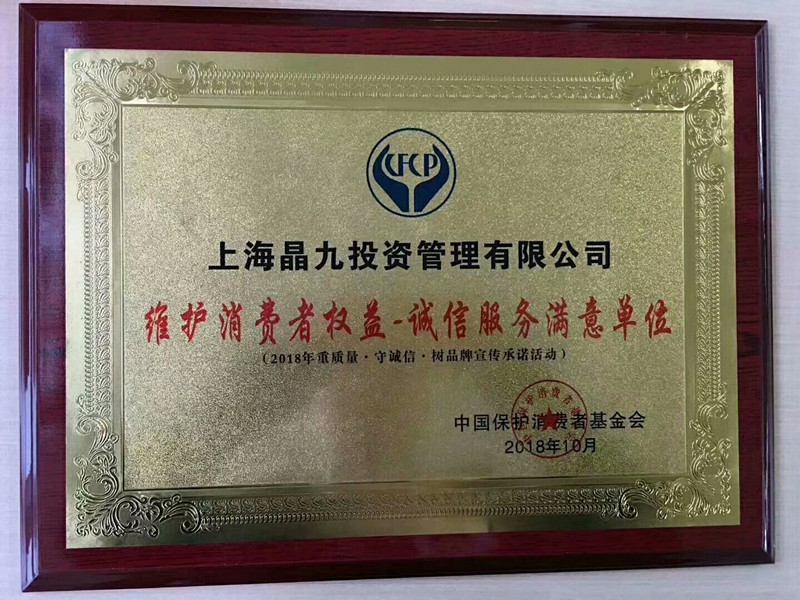 CFCP
上海晶九投资管理有限公司
维护消费者权益-诚信服务满意单位
(2018年重质量·守诚信·树品牌宣传承诺活动)
中国保护消费者基金会
2018年10月